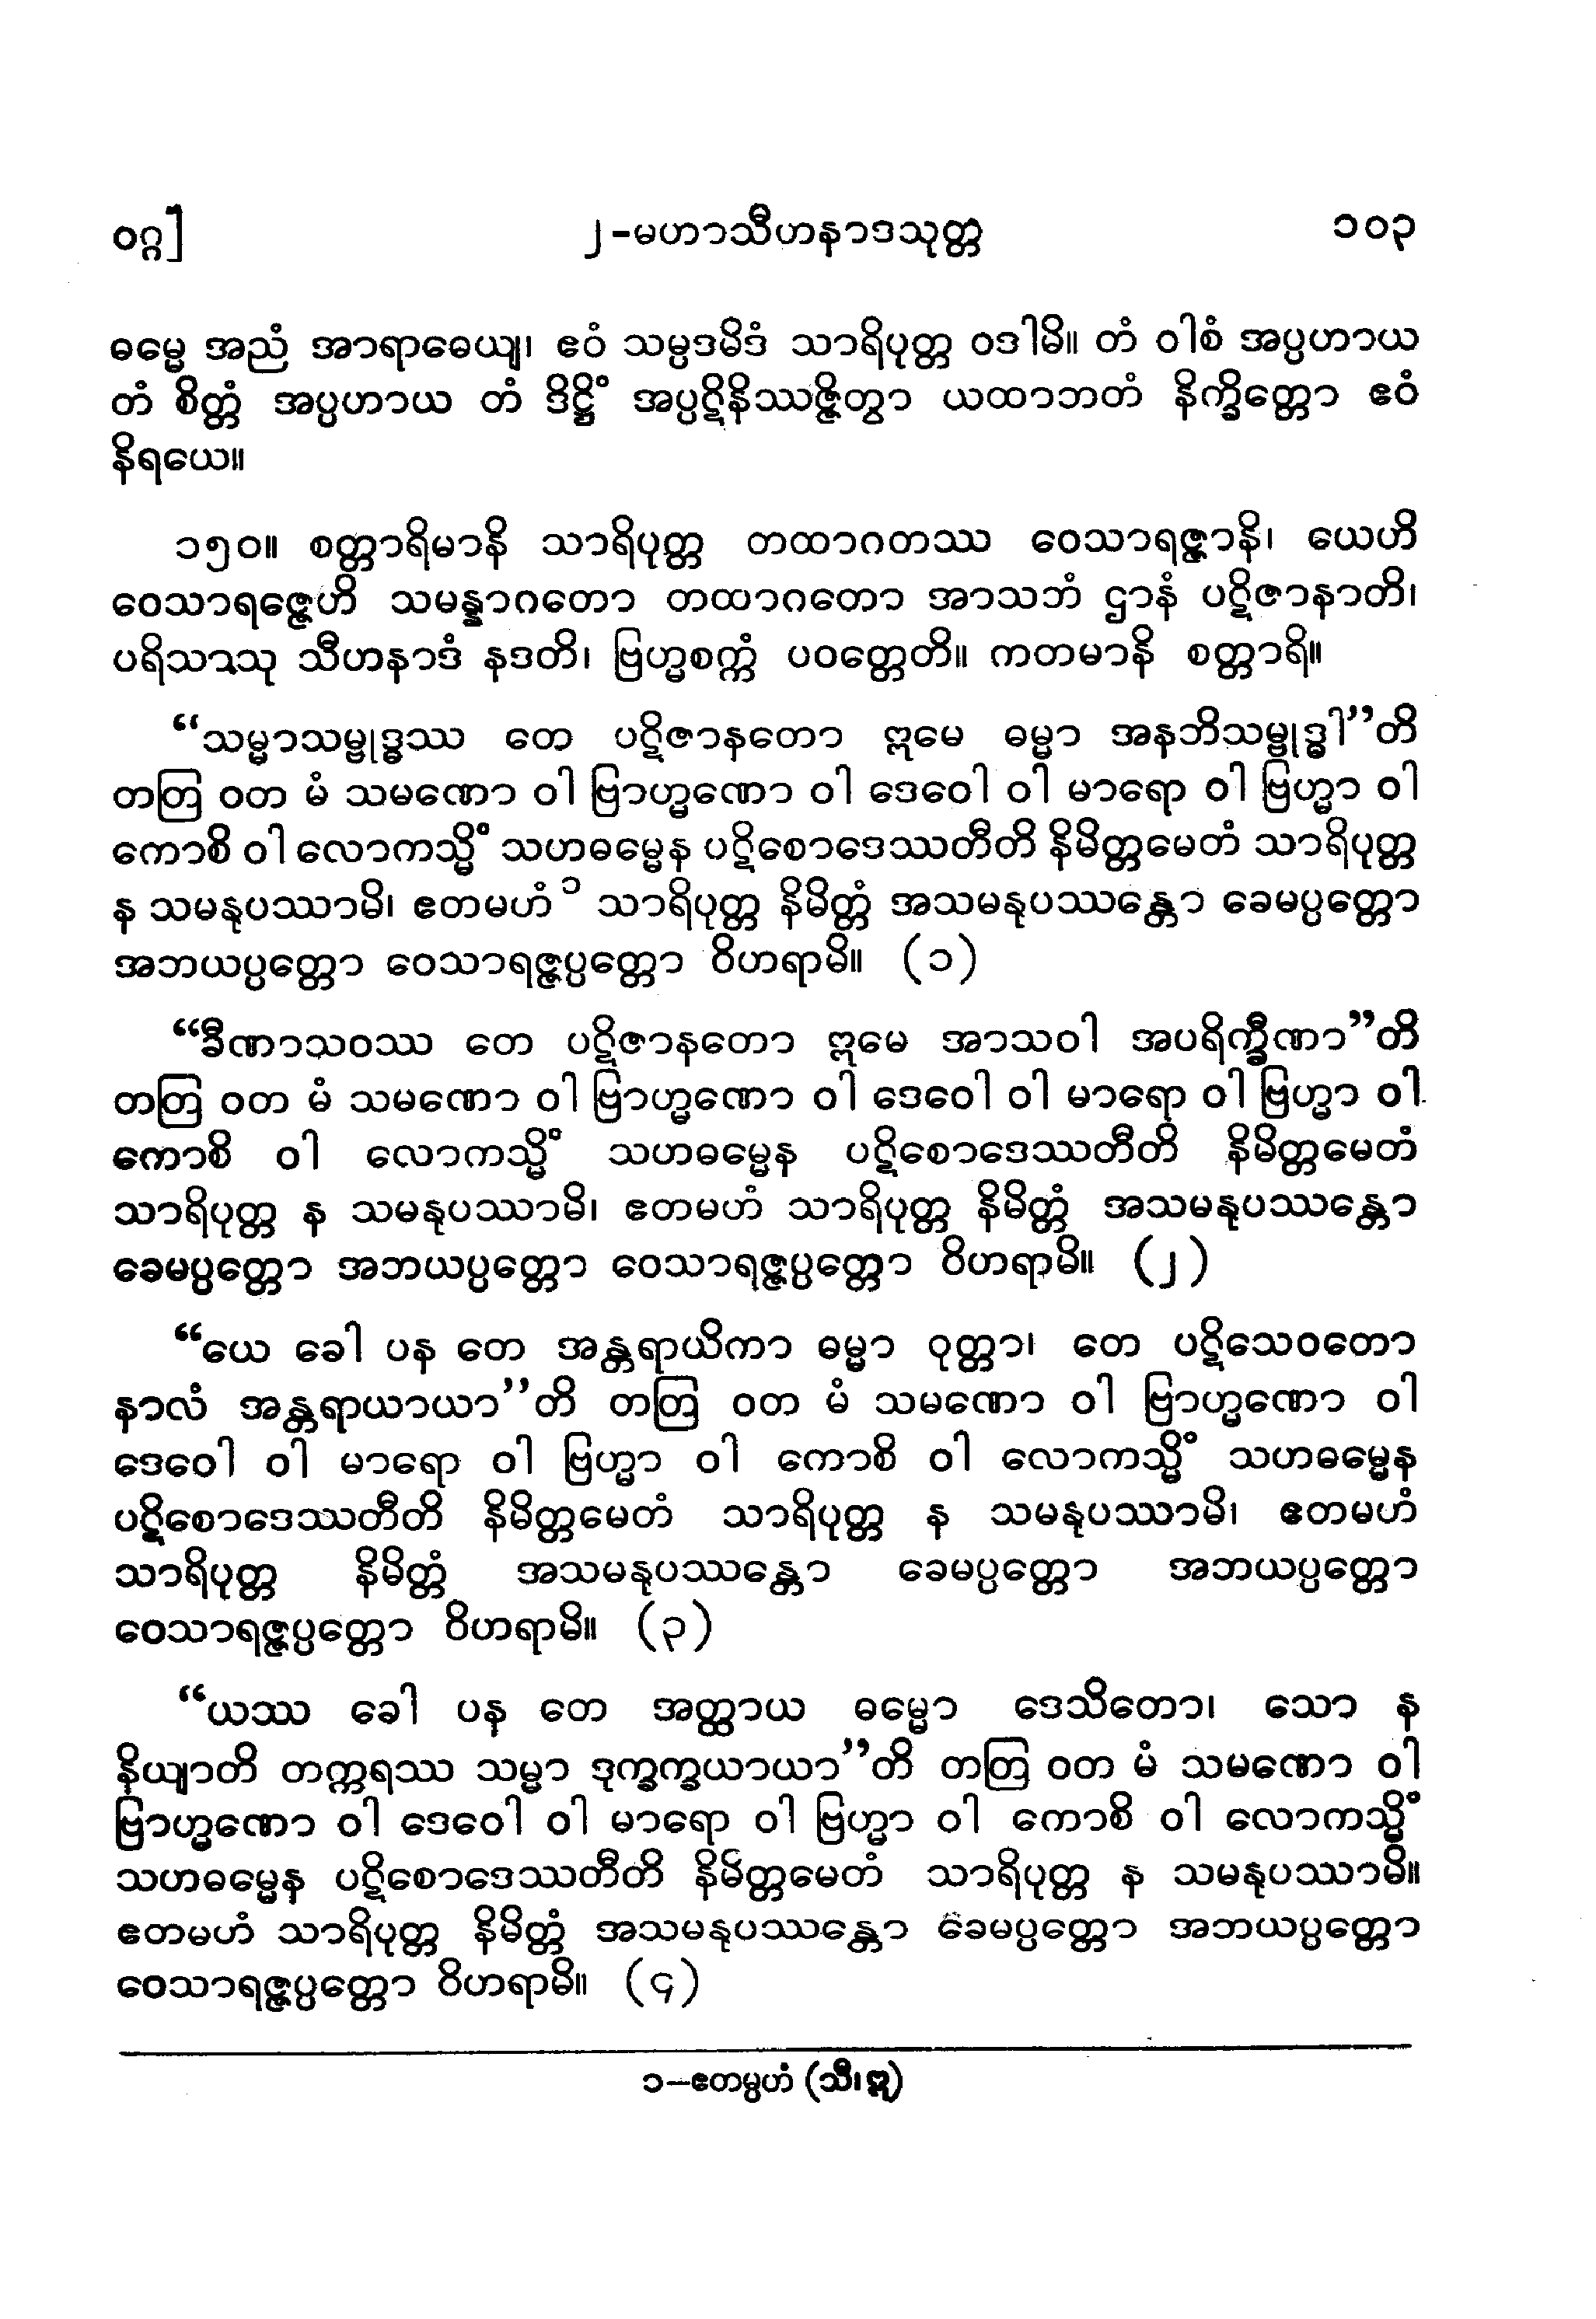 ဝဂ္ဂ] ၂-မဟာသီဟနာဒသုတ္တ ၁၀၃
ဓမ္မေ အညံ အာရာဓေယျ၊ ဧဝံ သမ္ပဒမိဒံ သာရိပုတ္တ ဝဒါမိ။ တံ ဝါစံ အပ္ပဟာယ
တံ စိတ္တံ အပ္ပဟာယ တံ ဒိဋ္ဌိံ အပ္ပဋိနိဿဇ္ဇိတွာ ယထာဘတံ နိက္ခိတ္တော ဧဝံ
နိရယေ။
၁၅၀။ စတ္တာရိမာနိ သာရိပုတ္တ တထာဂတဿ ဝေသာရဇ္ဇာနိ၊ ယေဟိ
ဝေသာရဇ္ဇေဟိ သမန္နာဂတော တထာဂတော အာသဘံ ဌာနံ ပဋိဇာနာတိ၊
ပရိသာသု သီဟနာဒံ နဒတိ၊ ဗြဟ္မစက္ကံ ပဝတ္တေတိ။ ကတမာနိ စတ္တာရိ။
“သမ္မာသမ္ဗုဒ္ဓဿ တေ ပဋိဇာနတော ဣမေ ဓမ္မာ အနဘိသမ္ဗုဒ္ဓါ”တိ
တတြ ဝတ မံ သမဏော ဝါ ဗြာဟ္မဏော ဝါ ဒေဝေါ ဝါ မာရော ဝါ ဗြဟ္မာ ဝါ
ကောစိ ဝါ လောကသ္မိံ သဟဓမ္မေန ပဋိစောဒေဿတီတိ နိမိတ္တမေတံ သာရိပုတ္တ
န သမနုပဿာမိ၊ ဧတမဟံ ၁ သာရိပုတ္တ နိမိတ္တံ အသမနုပဿန္တော ခေမပ္ပတ္တော
အဘယပ္ပတ္တော ဝေသာရဇ္ဇပ္ပတ္တော ဝိဟရာမိ။ (၁)
“ခီဏာသဝဿ တေ ပဋိဇာနတော ဣမေ အာသဝါ အပရိက္ခီဏာ”တိ
တတြ ဝတ မံ သမဏော ဝါ ဗြာဟ္မဏော ဝါ ဒေဝေါ ဝါ မာရော ဝါ ဗြဟ္မာ ဝါ
ကောစိ ဝါ လောကသ္မိံ သဟဓမ္မေန ပဋိစောဒေဿတီတိ နိမိတ္တမေတံ
သာရိပုတ္တ န သမနုပဿာမိ၊ ဧတမဟံ သာရိပုတ္တ နိမိတ္တံ အသမနုပဿန္တော
ခေမပ္ပတ္တော အဘယပ္ပတ္တော ဝေသာရဇ္ဇပ္ပတ္တော ဝိဟရာမိ။ (၂)
“ယေ ခေါ ပန တေ အန္တရာယိကာ ဓမ္မာ ဝုတ္တာ၊ တေ ပဋိသေဝတော
နာလံ အန္တရာယာယာ”တိ တတြ ဝတ မံ သမဏော ဝါ ဗြာဟ္မဏော ဝါ
ဒေဝေါ ဝါ မာရော ဝါ ဗြဟ္မာ ဝါ ကောစိ ဝါ လောကသ္မိံ သဟဓမ္မေန
ပဋိစောဒေဿတီတိ နိမိတ္တမေတံ သာရိပုတ္တ န သမနုပဿာမိ၊ ဧတမဟံ
သာရိပုတ္တ နိမိတ္တံ အသမနုပဿန္တော ခေမပ္ပတ္တော အဘယပ္ပတ္တော
ဝေသာရဇ္ဇပ္ပတ္တော ဝိဟရာမိ။ (၃)
“ယဿ ခေါ ပန တေ အတ္ထာယ ဓမ္မော ဒေသိတော၊ သော န
နိယျာတိ တက္ကရဿ သမ္မာ ဒုက္ခက္ခယာယာ”တိ တတြ ဝတ မံ သမဏော ဝါ
ဗြာဟ္မဏော ဝါ ဒေဝေါ ဝါ မာရော ဝါ ဗြဟ္မာ ဝါ ကောစိ ဝါ လောကသ္မိံ
သဟဓမ္မေန ပဋိစောဒေဿတီတိ နိမိတ္တမေတံ သာရိပုတ္တ န သမနုပဿာမိ။
ဧတမဟံ သာရိပုတ္တ နိမိတ္တံ အသမနုပဿန္တော ခေမပ္ပတ္တော အဘယပ္ပတ္တော
ဝေသာရဇ္ဇပ္ပတ္တော ဝိဟရာမိ။ (၄)
၁–ဧတမ္ပဟံ (သီ၊ ဣ)